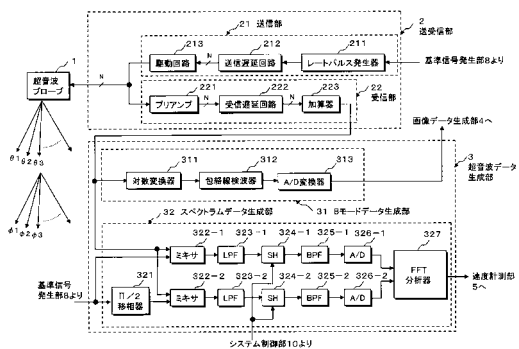 21 送信部
2
送受信部
213
212
211
駆動回路
送信遅延回路
レートパルス発生器
基準信号発生部8より
1
超音波
プローブ
N
N
N
N
22
受信部
221
222
223
プリアンプ
受信遅延回路
加算器
画像データ生成部4へ
θ1 θ2 θ3
φ1 φ2 φ3
311
312
313
対数変換器
包絡線検波器
A/D変換器
3
超音波データ
生成部
31 Bモードデータ生成部
32 スペクトラムデータ生成部
322-1
323-1
324-1
325-1
326-1
327
ミキサ
LPF
SH
BPF
A/D
FFT
分析器
速度計測部
5へ
322-2
323-2
324-2
325-2
326-2
ミキサ
LPF
SH
BPF
A/D
基準信号
発生部8より
321
Π/2
移相器
システム制御部10より